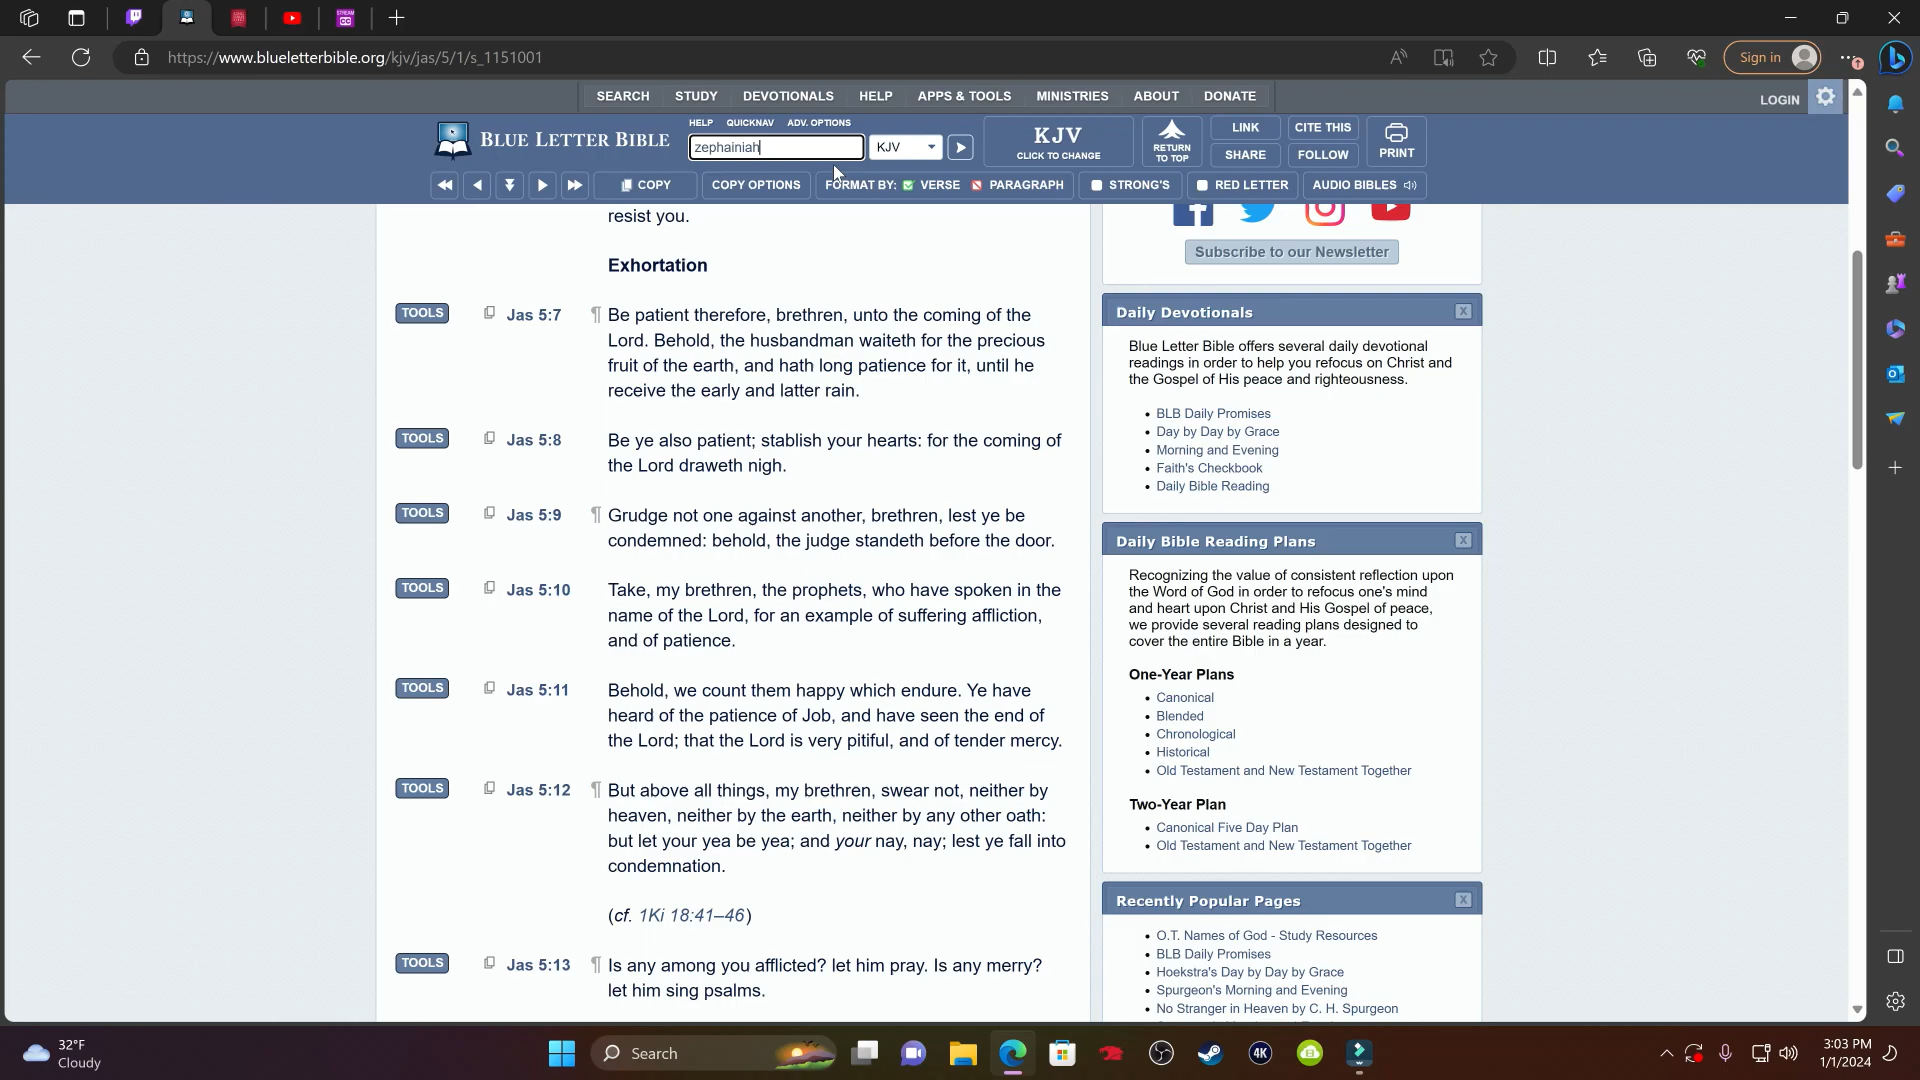 https://www.blueletterbible.org/kjv/jas/5/1/s_1151001
Sign in
SEARCH STUDY DEVOTIONALS HELP APPS & TOOLS MINISTRIES ABOUT DONATE
LOGIN
BLUE LETTER BIBLE
HELP QUICKNAV ADV. OPTIONS
zephainiah
KJV
KJV
CLICK TO CHANGE
RETURN
TO TOP
LINK
SHARE
CITE THIS
FOLLOW
PRINT
COPY COPY OPTIONS FORMAT BY: VERSE PARAGRAPH STRONG'S RED LETTER AUDIO BIBLES
resist you.
Exhortation
TOOLS Jas 5:7 ¶ Be patient therefore, brethren, unto the coming of the
Lord. Behold, the husbandman waiteth for the precious
fruit of the earth, and hath long patience for it, until he
receive the early and latter rain.
TOOLS Jas 5:8 Be ye also patient; stablish your hearts: for the coming of
the Lord draweth nigh.
TOOLS Jas 5:9 ¶ Grudge not one against another, brethren, lest ye be
condemned: behold, the judge standeth before the door.
TOOLS Jas 5:10 Take, my brethren, the prophets, who have spoken in the
name of the Lord, for an example of suffering affliction,
and of patience.
TOOLS Jas 5:11 Behold, we count them happy which endure. Ye have
heard of the patience of Job, and have seen the end of
the Lord; that the Lord is very pitiful, and of tender mercy.
TOOLS Jas 5:12 ¶ But above all things, my brethren, swear not, neither by
heaven, neither by the earth, neither by any other oath:
but let your yea be yea; and your nay, nay; lest ye fall into
condemnation.
(cf. 1Ki 18:41–46)
TOOLS Jas 5:13 ¶ Is any among you afflicted? let him pray. Is any merry?
let him sing psalms.
Subscribe to our Newsletter
Daily Devotionals X
Blue Letter Bible offers several daily devotional
readings in order to help you refocus on Christ and
the Gospel of His peace and righteousness.
• BLB Daily Promises
• Day by Day by Grace
• Morning and Evening
• Faith's Checkbook
• Daily Bible Reading
Daily Bible Reading Plans X
Recognizing the value of consistent reflection upon
the Word of God in order to refocus one's mind
and heart upon Christ and His Gospel of peace,
we provide several reading plans designed to
cover the entire Bible in a year.
One-Year Plans
• Canonical
• Blended
• Chronological
• Historical
• Old Testament and New Testament Together
Two-Year Plan
• Canonical Five Day Plan
• Old Testament and New Testament Together
Recently Popular Pages X
• O.T. Names of God - Study Resources
• BLB Daily Promises
• Hoekstra's Day by Day by Grace
• Spurgeon's Morning and Evening
• No Stranger in Heaven by C. H. Spurgeon
32°F
Cloudy
Search
4K
3:03 PM
1/1/2024